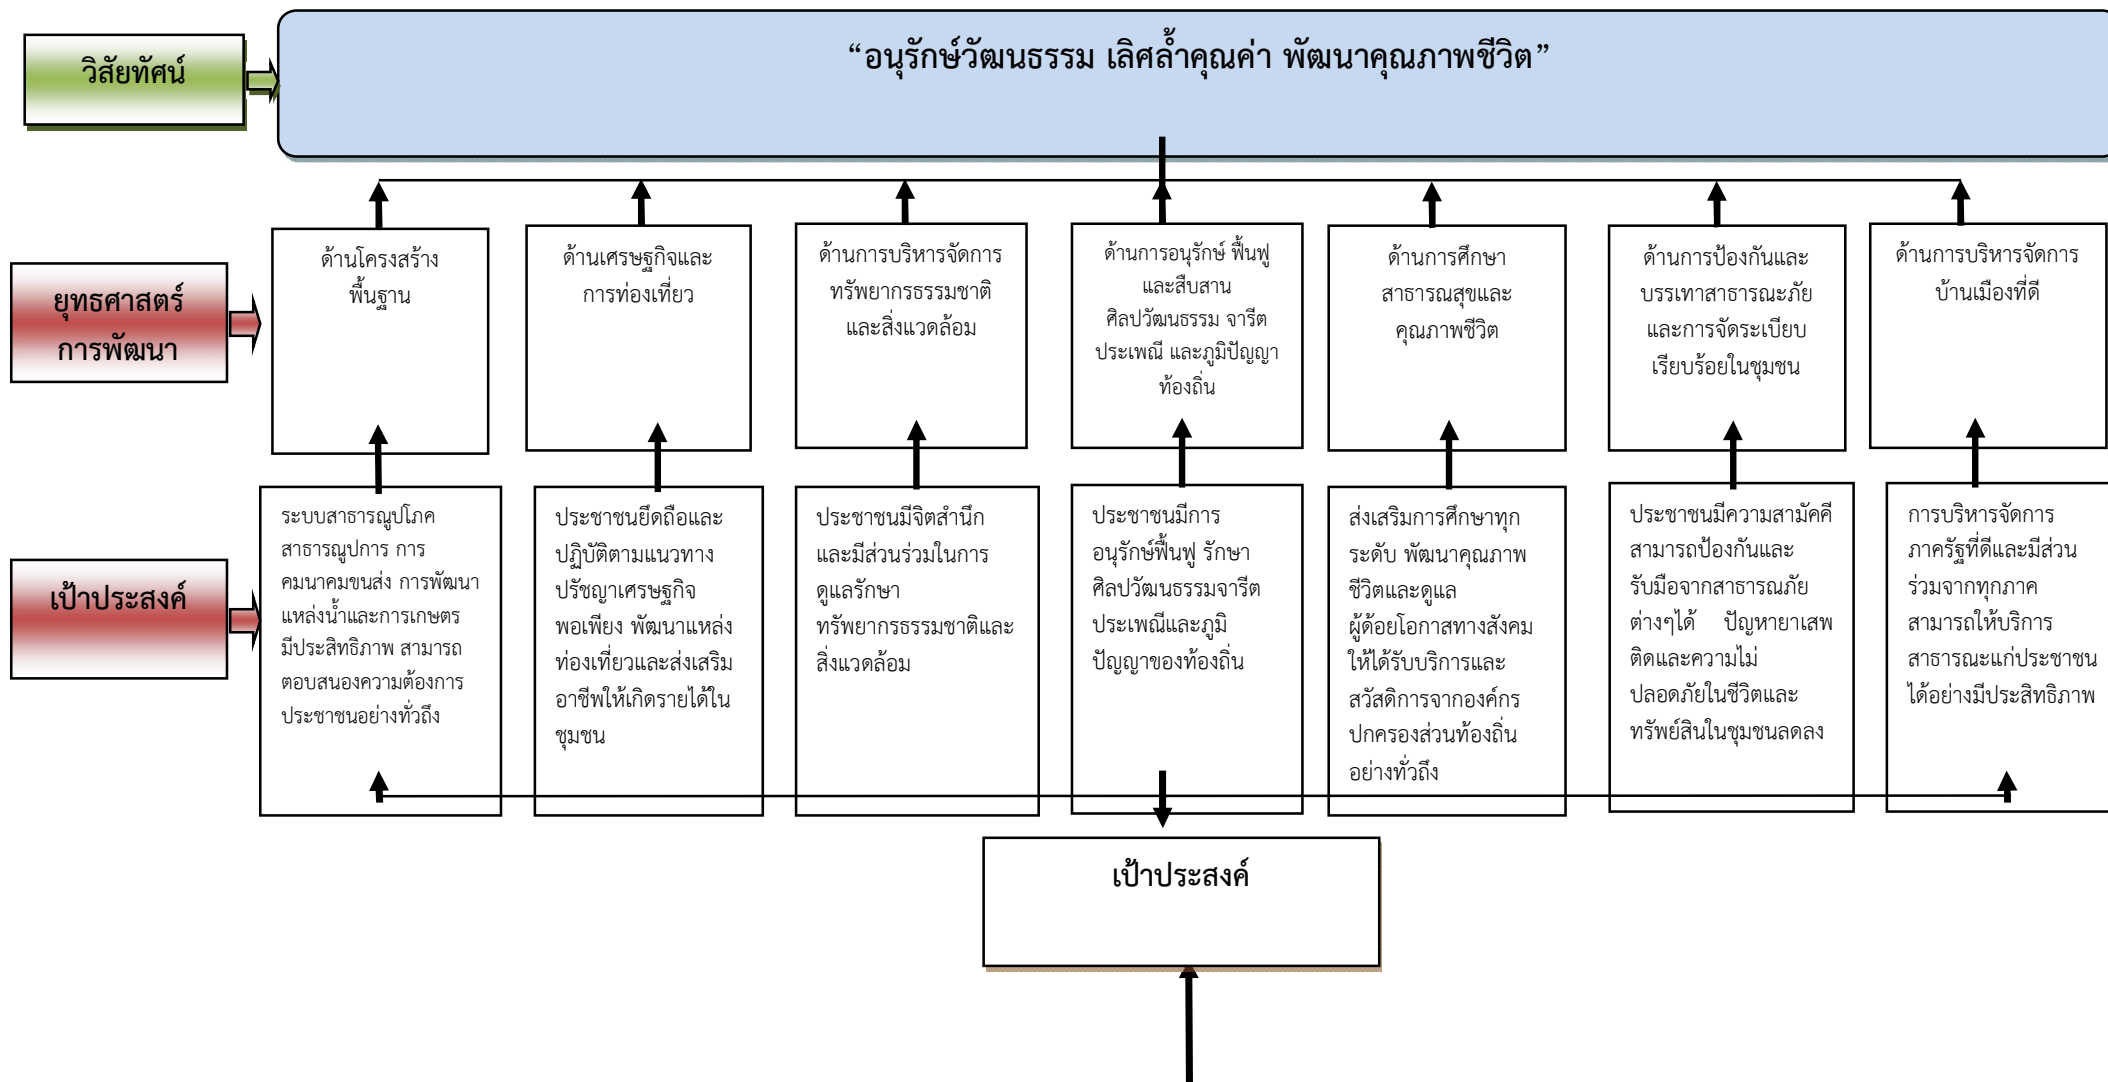 วิสัยทัศน์
“อนุรักษ์วัฒนธรรม เลิศล้ำคุณค่า พัฒนาคุณภาพชีวิต”
ยุทธศาสตร์
การพัฒนา
ด้านโครงสร้าง
พื้นฐาน
ด้านเศรษฐกิจและ
การท่องเที่ยว
ด้านการบริหารจัดการ
ทรัพยากรธรรมชาติ
และสิ่งแวดล้อม
ด้านการอนุรักษ์ ฟื้นฟู
และสืบสาน
ศิลปวัฒนธรรม จารีต
ประเพณี และภูมิปัญญา
ท้องถิ่น
ด้านการศึกษา
สาธารณสุขและ
คุณภาพชีวิต
ด้านการป้องกันและ
บรรเทาสาธารณะภัย
และการจัดระเบียบ
เรียบร้อยในชุมชน
ด้านการบริหารจัดการ
บ้านเมืองที่ดี
เป้าประสงค์
ระบบสาธารณูปโภค
สาธารณูปการ การ
คมนาคมขนส่ง การพัฒนา
แหล่งน้ำและการเกษตร
มีประสิทธิภาพ สามารถ
ตอบสนองความต้องการ
ประชาชนอย่างทั่วถึง
ประชาชนยึดถือและ
ปฏิบัติตามแนวทาง
ปรัชญาเศรษฐกิจ
พอเพียง พัฒนาแหล่ง
ท่องเที่ยวและส่งเสริม
อาชีพให้เกิดรายได้ใน
ชุมชน
ประชาชนมีจิตสำนึก
และมีส่วนร่วมในการ
ดูแลรักษา
ทรัพยากรธรรมชาติและ
สิ่งแวดล้อม
ประชาชนมีการ
อนุรักษ์ฟื้นฟู รักษา
ศิลปวัฒนธรรมจารีต
ประเพณีและภูมิ
ปัญญาของท้องถิ่น
ส่งเสริมการศึกษาทุก
ระดับ พัฒนาคุณภาพ
ชีวิตและดูแล
ผู้ด้อยโอกาสทางสังคม
ให้ได้รับบริการและ
สวัสดิการจากองค์กร
ปกครองส่วนท้องถิ่น
อย่างทั่วถึง
ประชาชนมีความสามัคคี
สามารถป้องกันและ
รับมือจากสาธารณภัย
ต่างๆได้ ปัญหายาเสพ
ติดและความไม่
ปลอดภัยในชีวิตและ
ทรัพย์สินในชุมชนลดลง
การบริหารจัดการ
ภาครัฐที่ดีและมีส่วน
ร่วมจากทุกภาค
สามารถให้บริการ
สาธารณะแก่ประชาชน
ได้อย่างมีประสิทธิภาพ
เป้าประสงค์